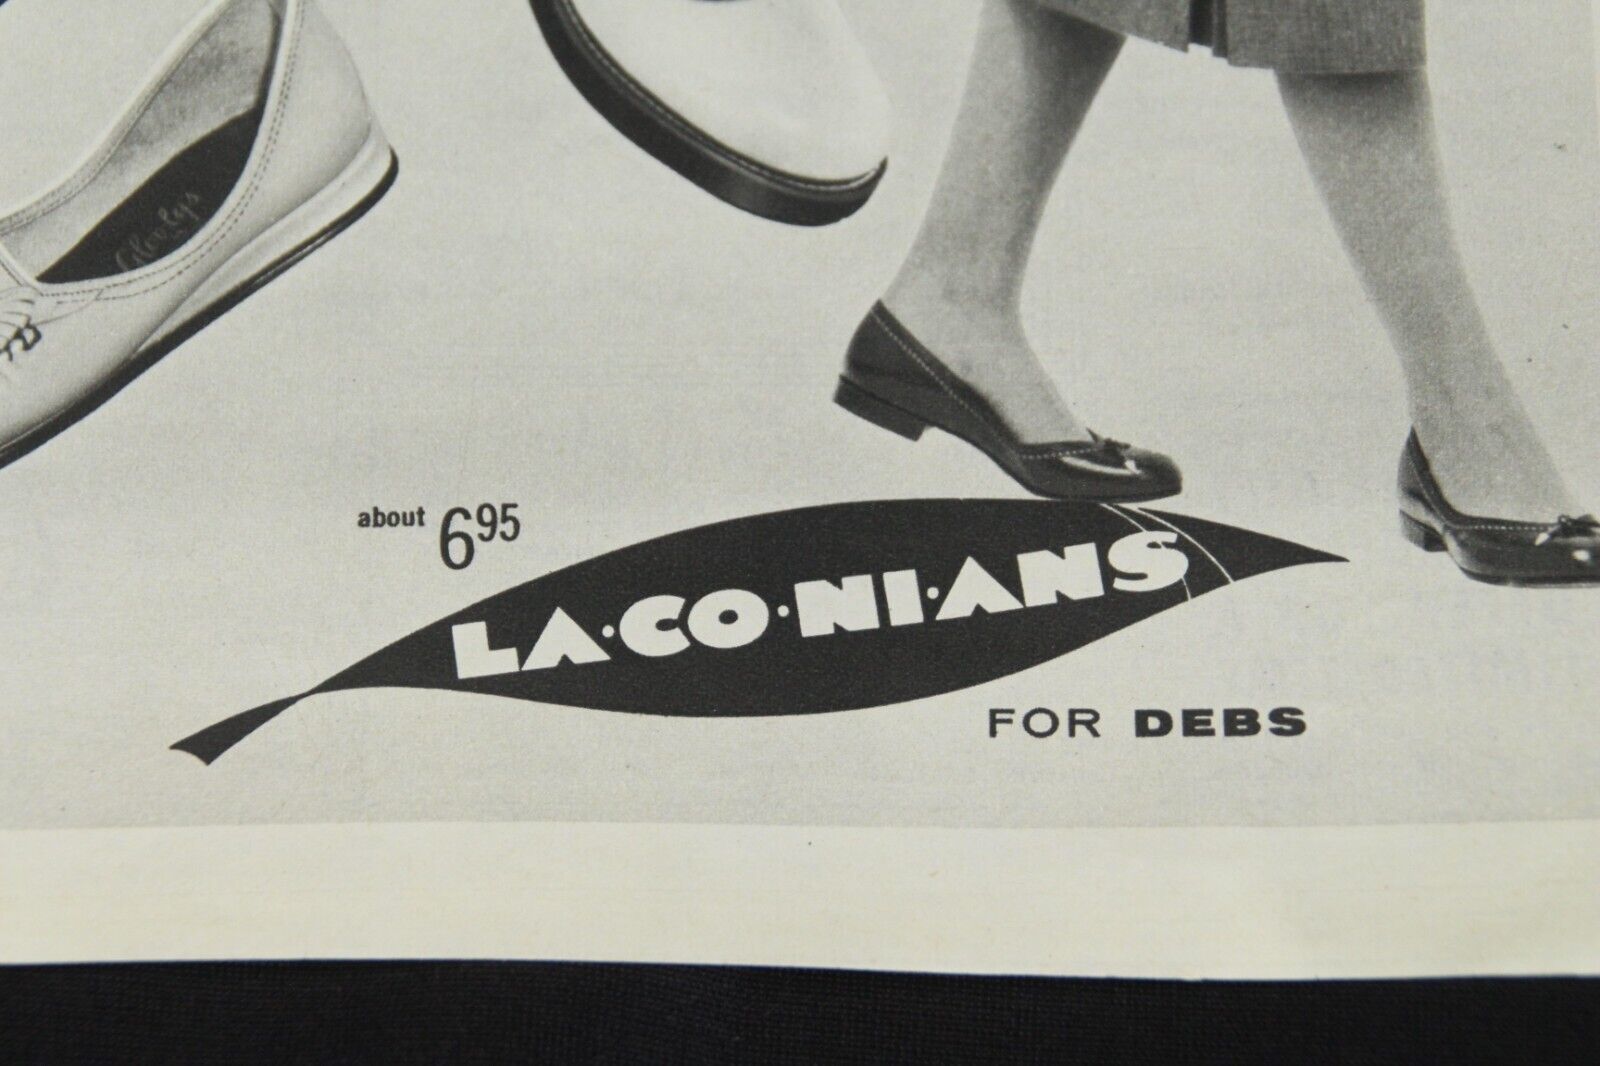 about 6 95
LA·CO·NI·ANS
FOR DEBS